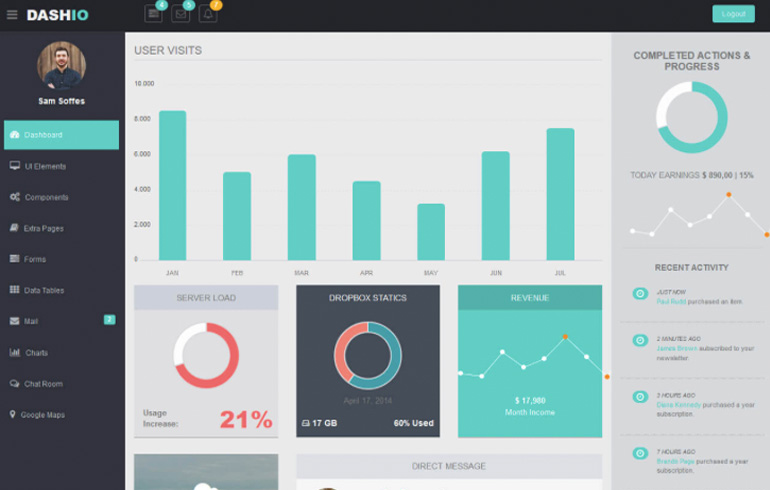 DASHIO
4
5
7
Logout
Sam Soffes
Dashboard
UI Elements
Components
Extra Pages
Forms
Data Tables
Mail
2
Charts
Chat Room
Google Maps
USER VISITS
10.000
8.000
6.000
4.000
2.000
0
JAN
FEB
MAR
APR
MAY
JUN
JUL
SERVER LOAD
Usage
Increase:
21%
DROPBOX STATICS
April 17, 2014
17 GB
60% Used
REVENUE
$ 17,980
Month Income
DIRECT MESSAGE
COMPLETED ACTIONS &
PROGRESS
TODAY EARNINGS $ 890,00 | 15%
RECENT ACTIVITY
JUST NOW
Paul Rudd purchased an item.
2 MINUTES AGO
James Brown subscribed to your
newsletter.
3 HOURS AGO
Diana Kennedy purchased a year
subscription.
7 HOURS AGO
Brando Page purchased a year
subscription.